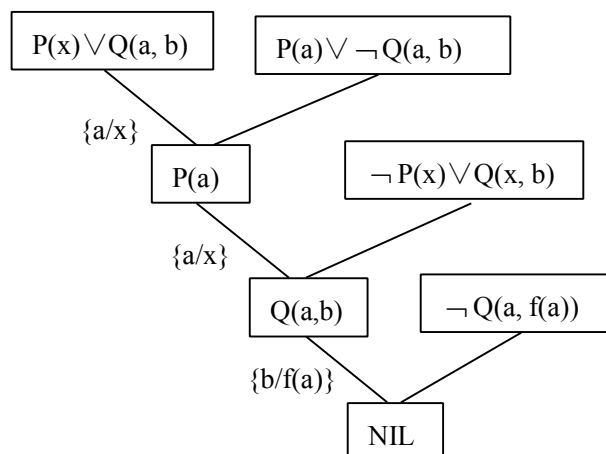 P(x)∨Q(a, b)
P(a)∨¬Q(a, b)
{a/x}
P(a)
¬P(x)∨Q(x, b)
{a/x}
Q(a,b)
¬Q(a, f(a))
{b/f(a)}
NIL